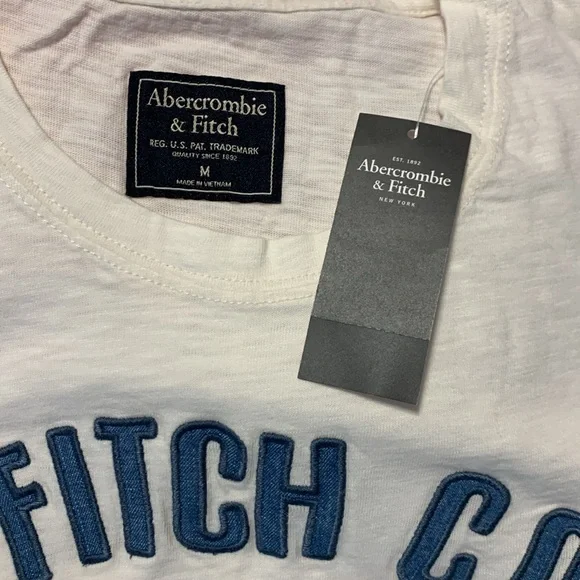 Abercrombie
& Fitch
REG. U.S. PAT. TRADEMARK
QUALITY SINCE 1892
M
MADE IN VIETNAM
EST. 1892
Abercrombie
& Fitch
NEW YORK
FITCH CO